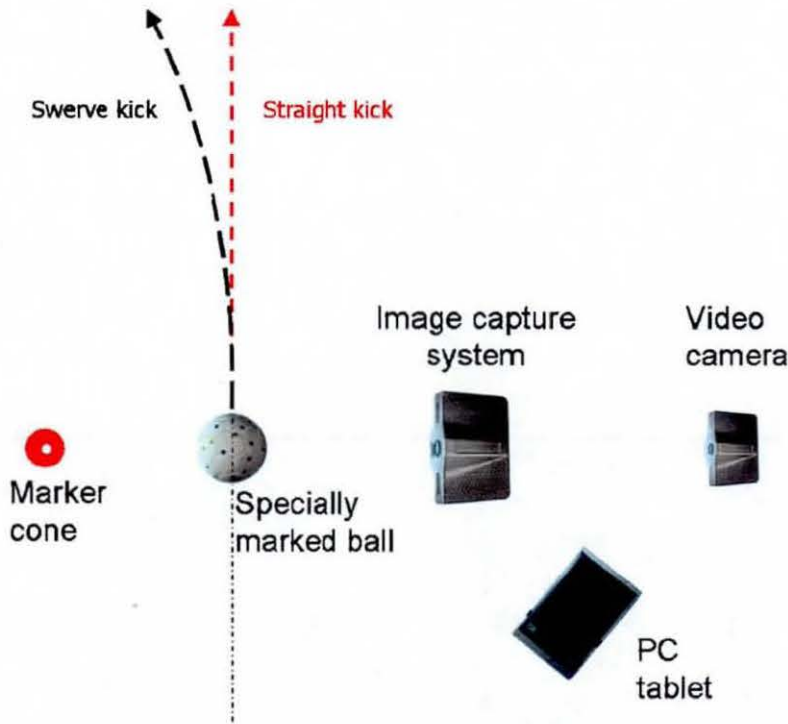 Swerve kick
Straight kick
Image capture
system
Video
camera
Marker
cone
Specially
marked ball
PC
tablet